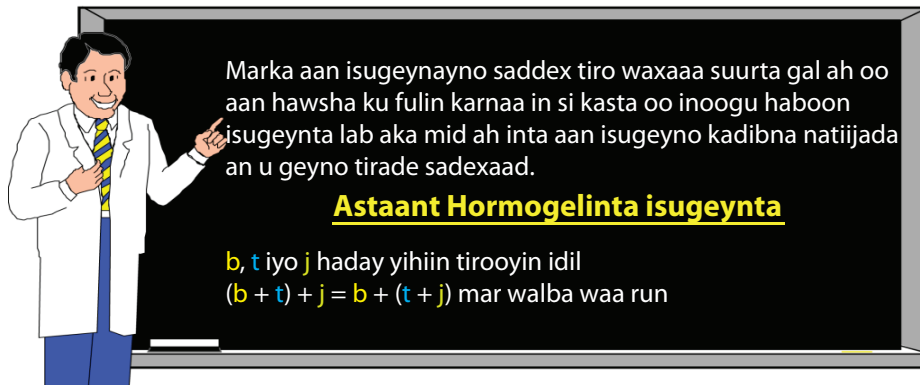 Marka aan isugeynayno saddex tiro waxaaa suurta gal ah oo
aan hawsha ku fulin karnaa in si kasta oo inoogu haboon
isugeynta lab aka mid ah inta aan isugeyno kadibna natiijada
an u geyno tirade sadexaad.
Astaant Hormogelinta isugeynta
b, t iyo j haday yihiin tirooyin idil
(b + t) + j = b + (t + j) mar walba waa run